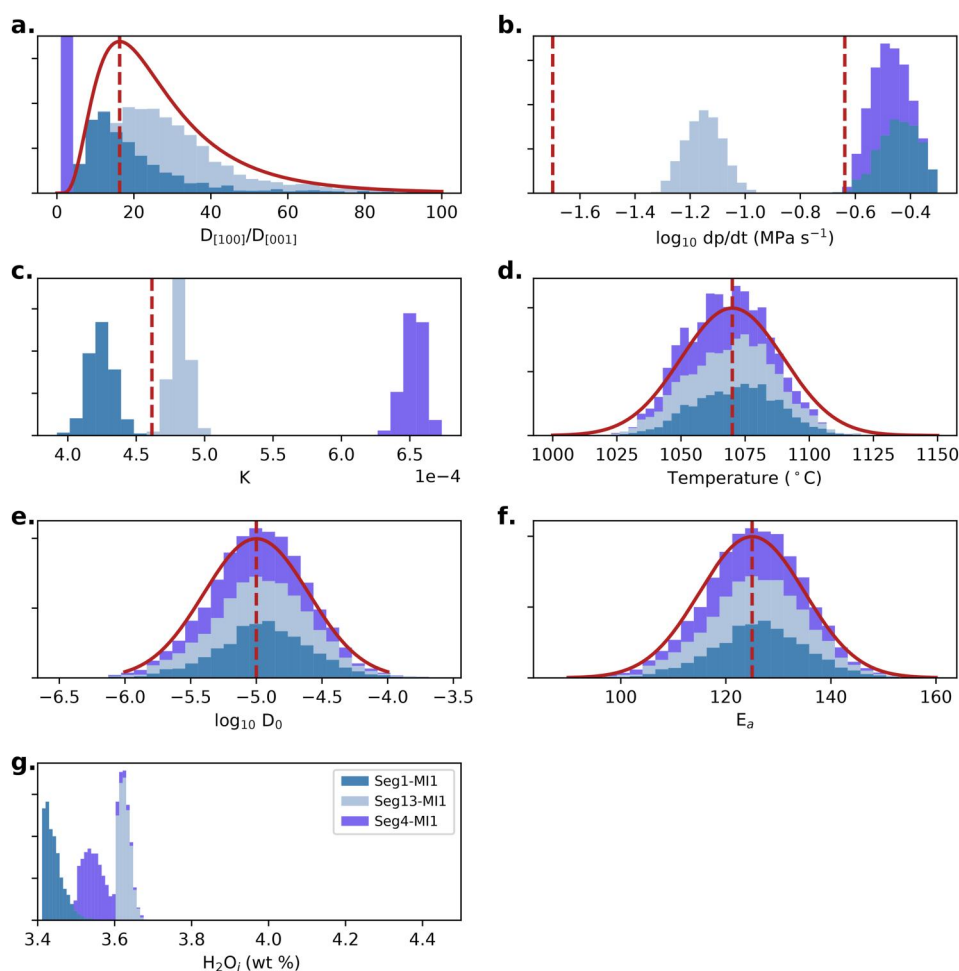 a.
0 20 40 60 80 100
D[100]/D[001]
b.
−1.6 −1.4 −1.2 −1.0 −0.8 −0.6 −0.4
log₁₀ dp/dt (MPa s⁻¹)
c.
4.0 4.5 5.0 5.5 6.0 6.5
1e−4
K
d.
1000 1025 1050 1075 1100 1125 1150
Temperature (°C)
e.
−6.5 −6.0 −5.5 −5.0 −4.5 −4.0 −3.5
log₁₀ D₀
f.
100 120 140 160
Eₐ
g.
Seg1-MI1
Seg13-MI1
Seg4-MI1
3.4 3.6 3.8 4.0 4.2 4.4
H₂Oᵢ (wt %)